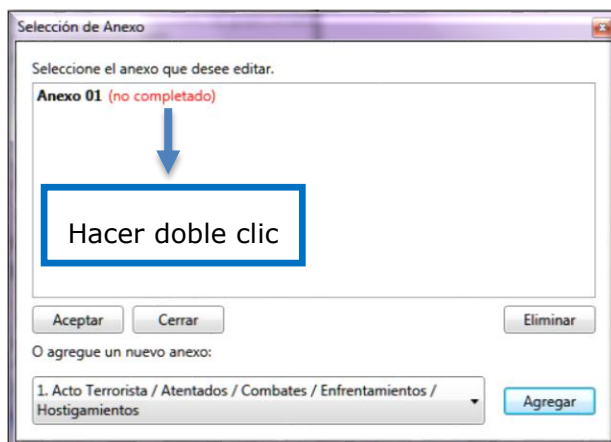 Selección de Anexo
Seleccione el anexo que desee editar.
Anexo 01 (no completado)
Hacer doble clic
Aceptar Cerrar Eliminar
O agregue un nuevo anexo:
1. Acto Terrorista / Atentados / Combates / Enfrentamientos /
Hostigamientos
Agregar